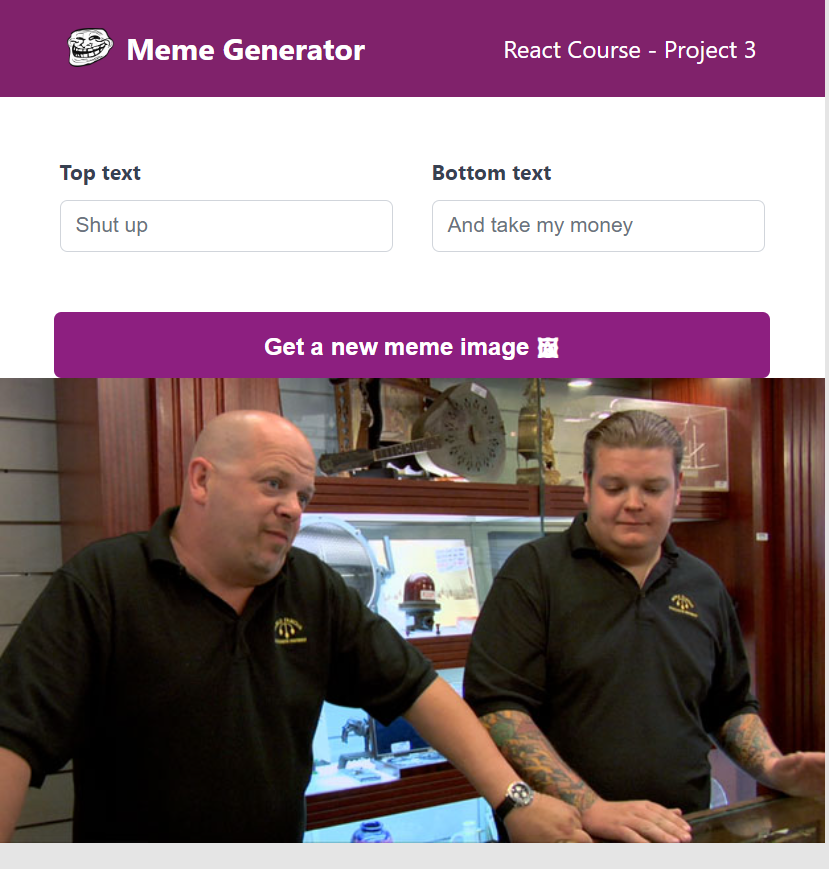 Meme Generator
React Course - Project 3
Top text
Bottom text
Shut up
And take my money
Get a new meme image 🖼